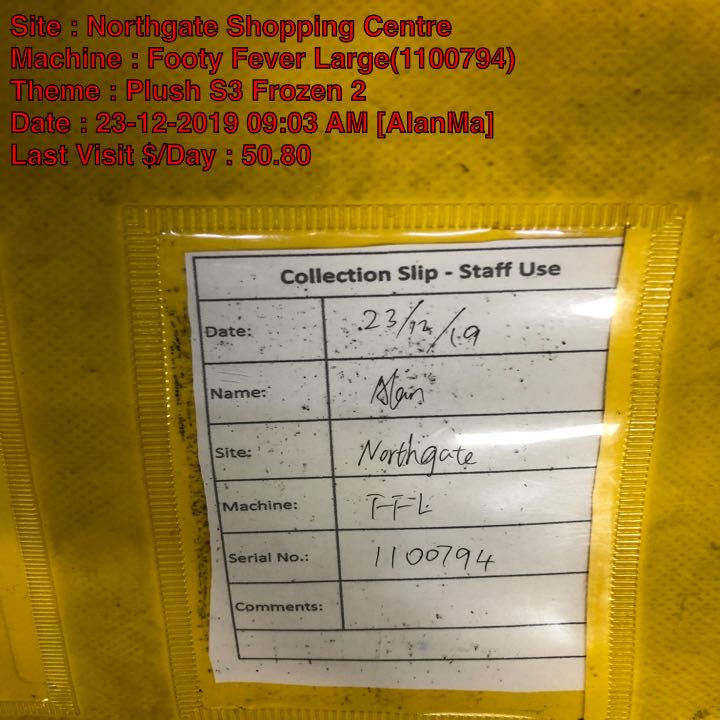 Site : Northgate Shopping Centre
Machine : Footy Fever Large(1100794)
Theme : Plush S3 Frozen 2
Date : 23-12-2019 09:03 AM [AlanMa]
Last Visit $/Day : 50.80
Collection Slip - Staff Use
Date: 23/12/19
Name: Alan
Site: Northgate
Machine: FFL
Serial No.: 1100794
Comments: